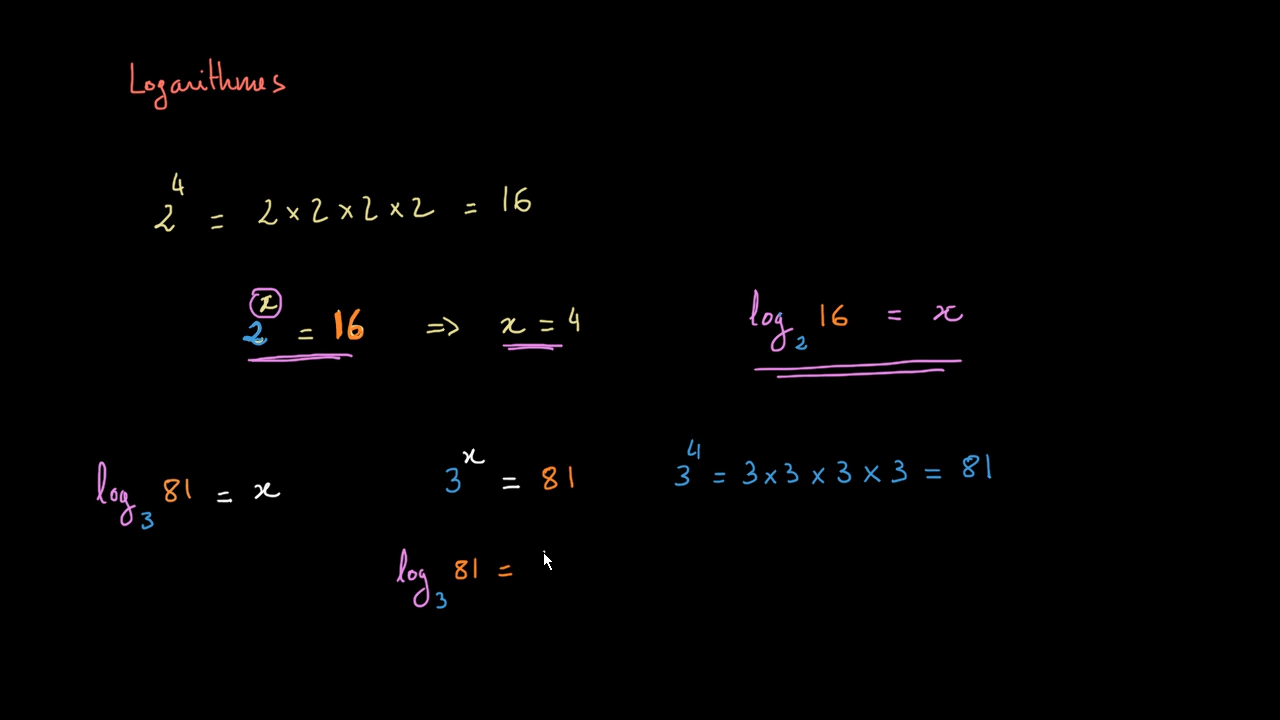 Logarithmes
2⁴ = 2 × 2 × 2 × 2 = 16
2ˣ = 16 => x = 4 log₂ 16 = x
log₃ 81 = x 3ˣ = 81 3⁴ = 3 × 3 × 3 × 3 = 81
log₃ 81 =